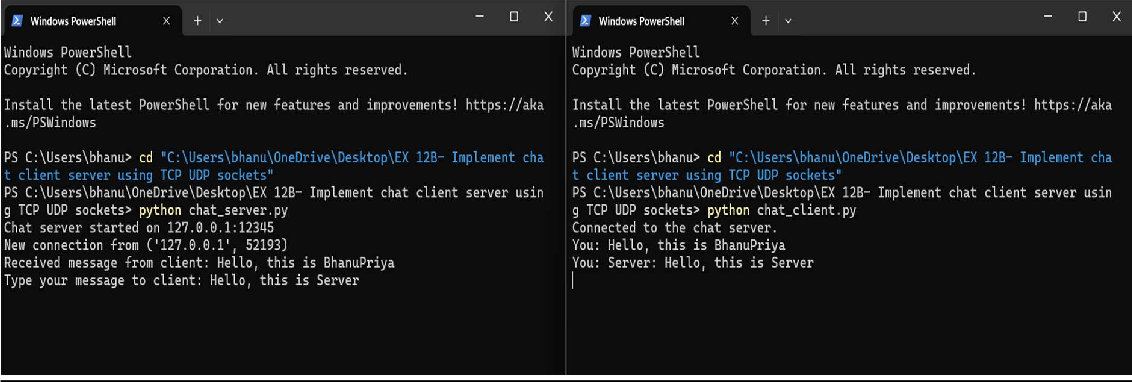 Windows PowerShell
Windows PowerShell
Copyright (C) Microsoft Corporation. All rights reserved.
Install the latest PowerShell for new features and improvements! https://aka
.ms/PSWindows
PS C:\Users\bhanu> cd "C:\Users\bhanu\OneDrive\Desktop\EX 12B- Implement cha
t client server using TCP UDP sockets"
PS C:\Users\bhanu\OneDrive\Desktop\EX 12B- Implement chat client server usin
g TCP UDP sockets> python chat_server.py
Chat server started on 127.0.0.1:12345
New connection from ('127.0.0.1', 52193)
Received message from client: Hello, this is BhanuPriya
Type your message to client: Hello, this is Server
Windows PowerShell
Windows PowerShell
Copyright (C) Microsoft Corporation. All rights reserved.
Install the latest PowerShell for new features and improvements! https://aka
.ms/PSWindows
PS C:\Users\bhanu> cd "C:\Users\bhanu\OneDrive\Desktop\EX 12B- Implement cha
t client server using TCP UDP sockets"
PS C:\Users\bhanu\OneDrive\Desktop\EX 12B- Implement chat client server usin
g TCP UDP sockets> python chat_client.py
Connected to the chat server.
You: Hello, this is BhanuPriya
You: Server: Hello, this is Server